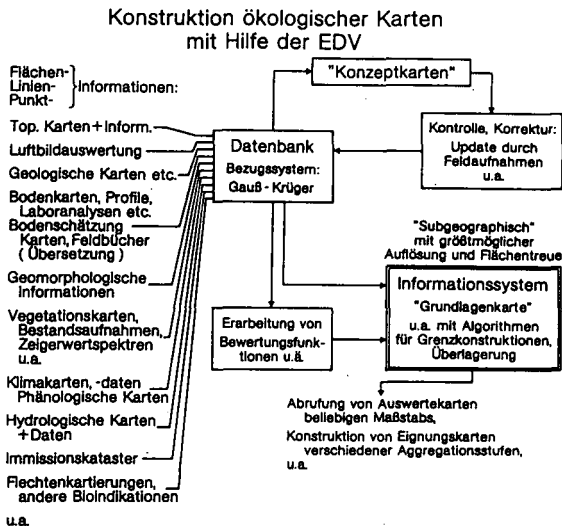 Konstruktion ökologischer Karten
mit Hilfe der EDV
Flächen-
Linien-
Punkt-
Informationen:
Top. Karten+Inform.
Luftbildauswertung
Geologische Karten etc.
Bodenkarten, Profile,
Laboranalysen etc.
Bodenschätzung
Karten, Feldbücher
( Übersetzung )
Geomorphologische
Informationen
Vegetationskarten,
Bestandsaufnahmen,
Zeigerwertspektren
u.a.
Klimakarten, -daten
Phänologische Karten
Hydrologische Karten
+Daten
Immissionskataster
Flechtenkartierungen,
andere Bioindikationen
u.a.
"Konzeptkarten"
Datenbank
Bezugssystem:
Gauß-Krüger
Kontrolle, Korrektur:
Update durch
Feldaufnahmen
u.a.
"Subgeographisch"
mit größtmöglicher
Auflösung und Flächentreue
Informationssystem
"Grundlagenkarte"
u.a. mit Algorithmen
für Grenzkonstruktionen,
Überlagerung
Erarbeitung von
Bewertungsfunk-
tionen u.ä.
Abrufung von Auswertekarten
beliebigen Maßstabs,
Konstruktion von Eignungskarten
verschiedener Aggregationsstufen,
u.a.